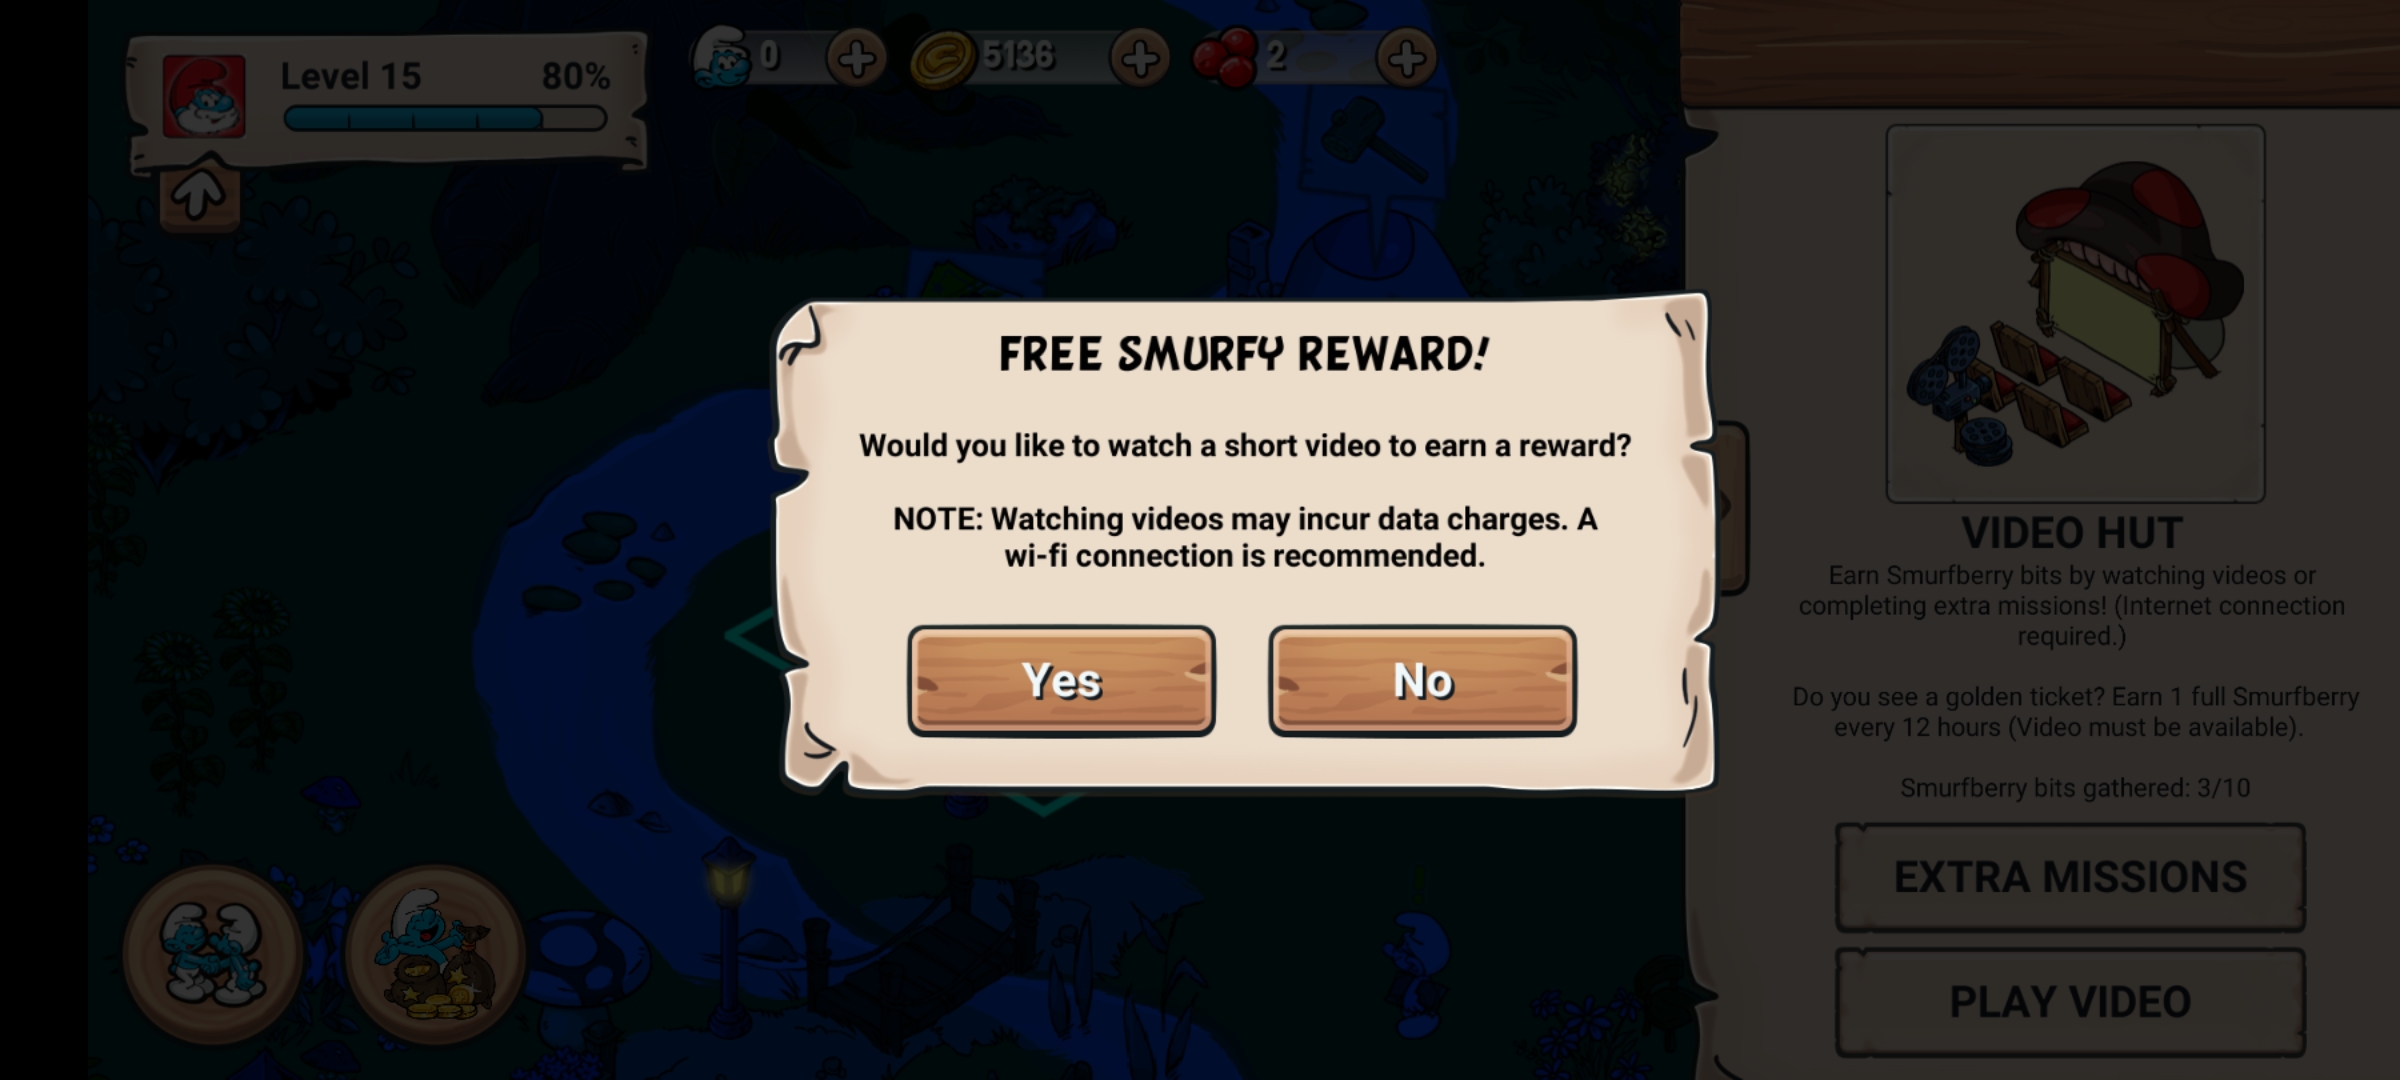 Level 15
80%
0
5136
2
FREE SMURFY REWARD!
Would you like to watch a short video to earn a reward?
NOTE: Watching videos may incur data charges. A
wi-fi connection is recommended.
Yes
No
VIDEO HUT
Earn Smurfberry bits by watching videos or
completing extra missions! (Internet connection
required.)
Do you see a golden ticket? Earn 1 full Smurfberry
every 12 hours (Video must be available).
Smurfberry bits gathered: 3/10
EXTRA MISSIONS
PLAY VIDEO